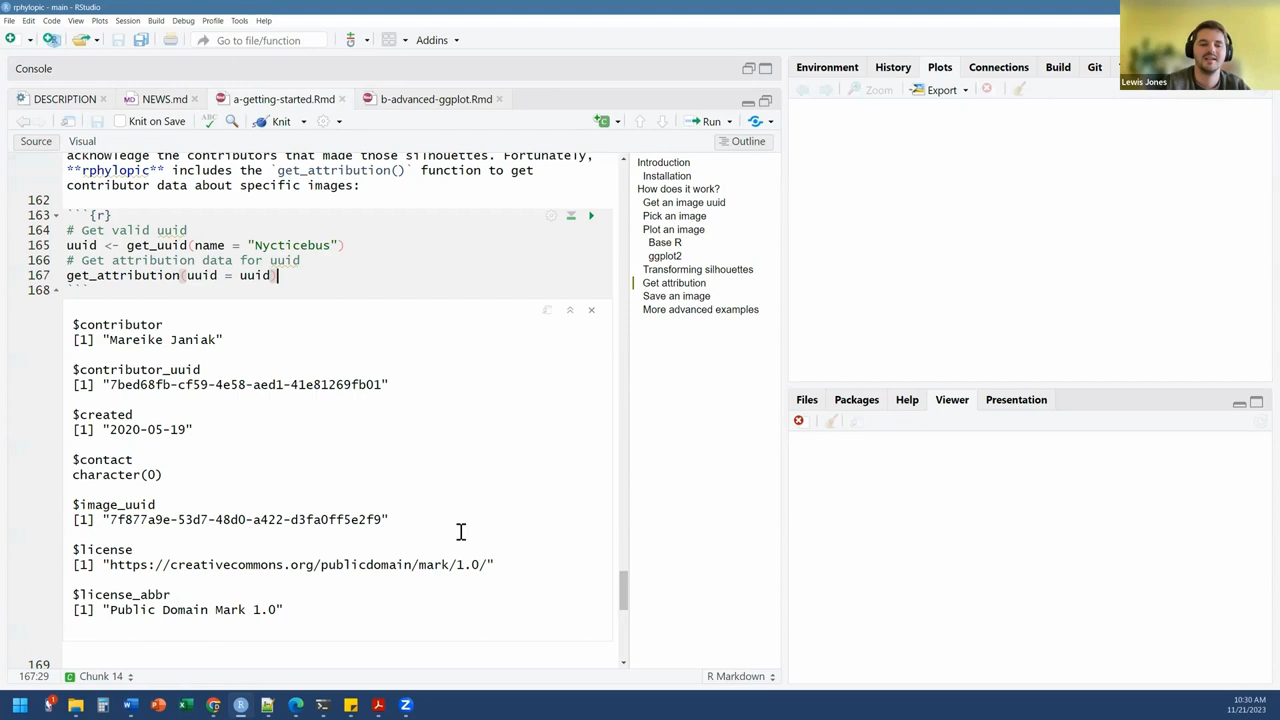 rphylopic - main - RStudio
File Edit Code View Plots Session Build Debug Profile Tools Help
Go to file/function
Addins
Lewis Jones
Console
DESCRIPTION
NEWS.md
a-getting-started.Rmd
b-advanced-ggplot.Rmd
Knit on Save
ABC
Knit
Run
Source
Visual
Outline
acknowledge the contributors that made those silhouettes. Fortunately,
**rphylopic** includes the `get_attribution()` function to get
contributor data about specific images:
162
163 ```{r}
164 # Get valid uuid
165 uuid <- get_uuid(name = "Nycticebus")
166 # Get attribution data for uuid
167 get_attribution(uuid = uuid)
168 ```
$contributor
[1] "Mareike Janiak"
$contributor_uuid
[1] "7bed68fb-cf59-4e58-aed1-41e81269fb01"
$created
[1] "2020-05-19"
$contact
character(0)
$image_uuid
[1] "7f877a9e-53d7-48d0-a422-d3fa0ff5e2f9"
$license
[1] "https://creativecommons.org/publicdomain/mark/1.0/"
$license_abbr
[1] "Public Domain Mark 1.0"
169
167:29
Chunk 14
R Markdown
Introduction
Installation
How does it work?
Get an image uuid
Pick an image
Plot an image
Base R
ggplot2
Transforming silhouettes
Get attribution
Save an image
More advanced examples
Environment History Plots Connections Build Git
Zoom
Export
Files Packages Help Viewer Presentation
10:30 AM
11/21/2023